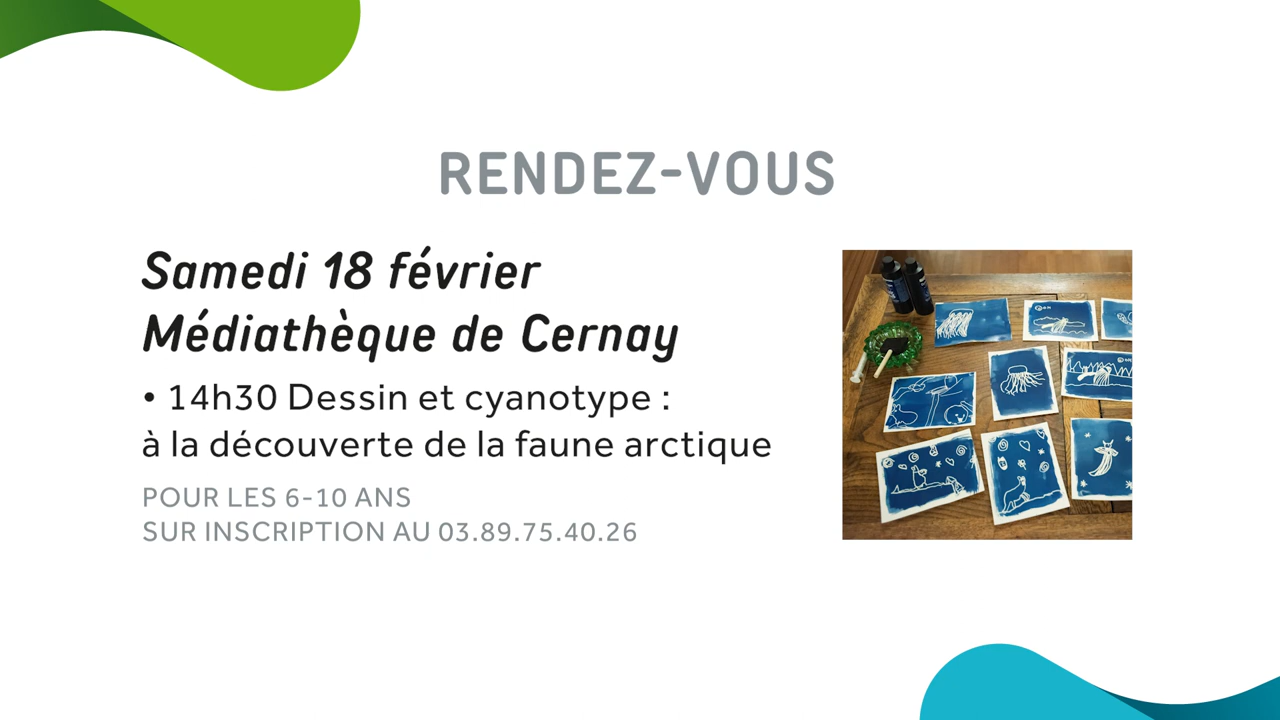 RENDEZ-VOUS
Samedi 18 février
Médiathèque de Cernay
• 14h30 Dessin et cyanotype :
à la découverte de la faune arctique
POUR LES 6-10 ANS
SUR INSCRIPTION AU 03.89.75.40.26